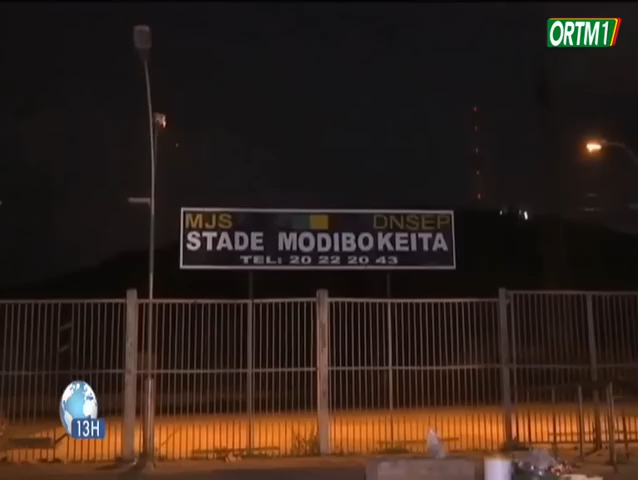 ORTM1
MJS DNSEP
STADE MODIBO KEITA
TEL: 20 22 20 43
13H